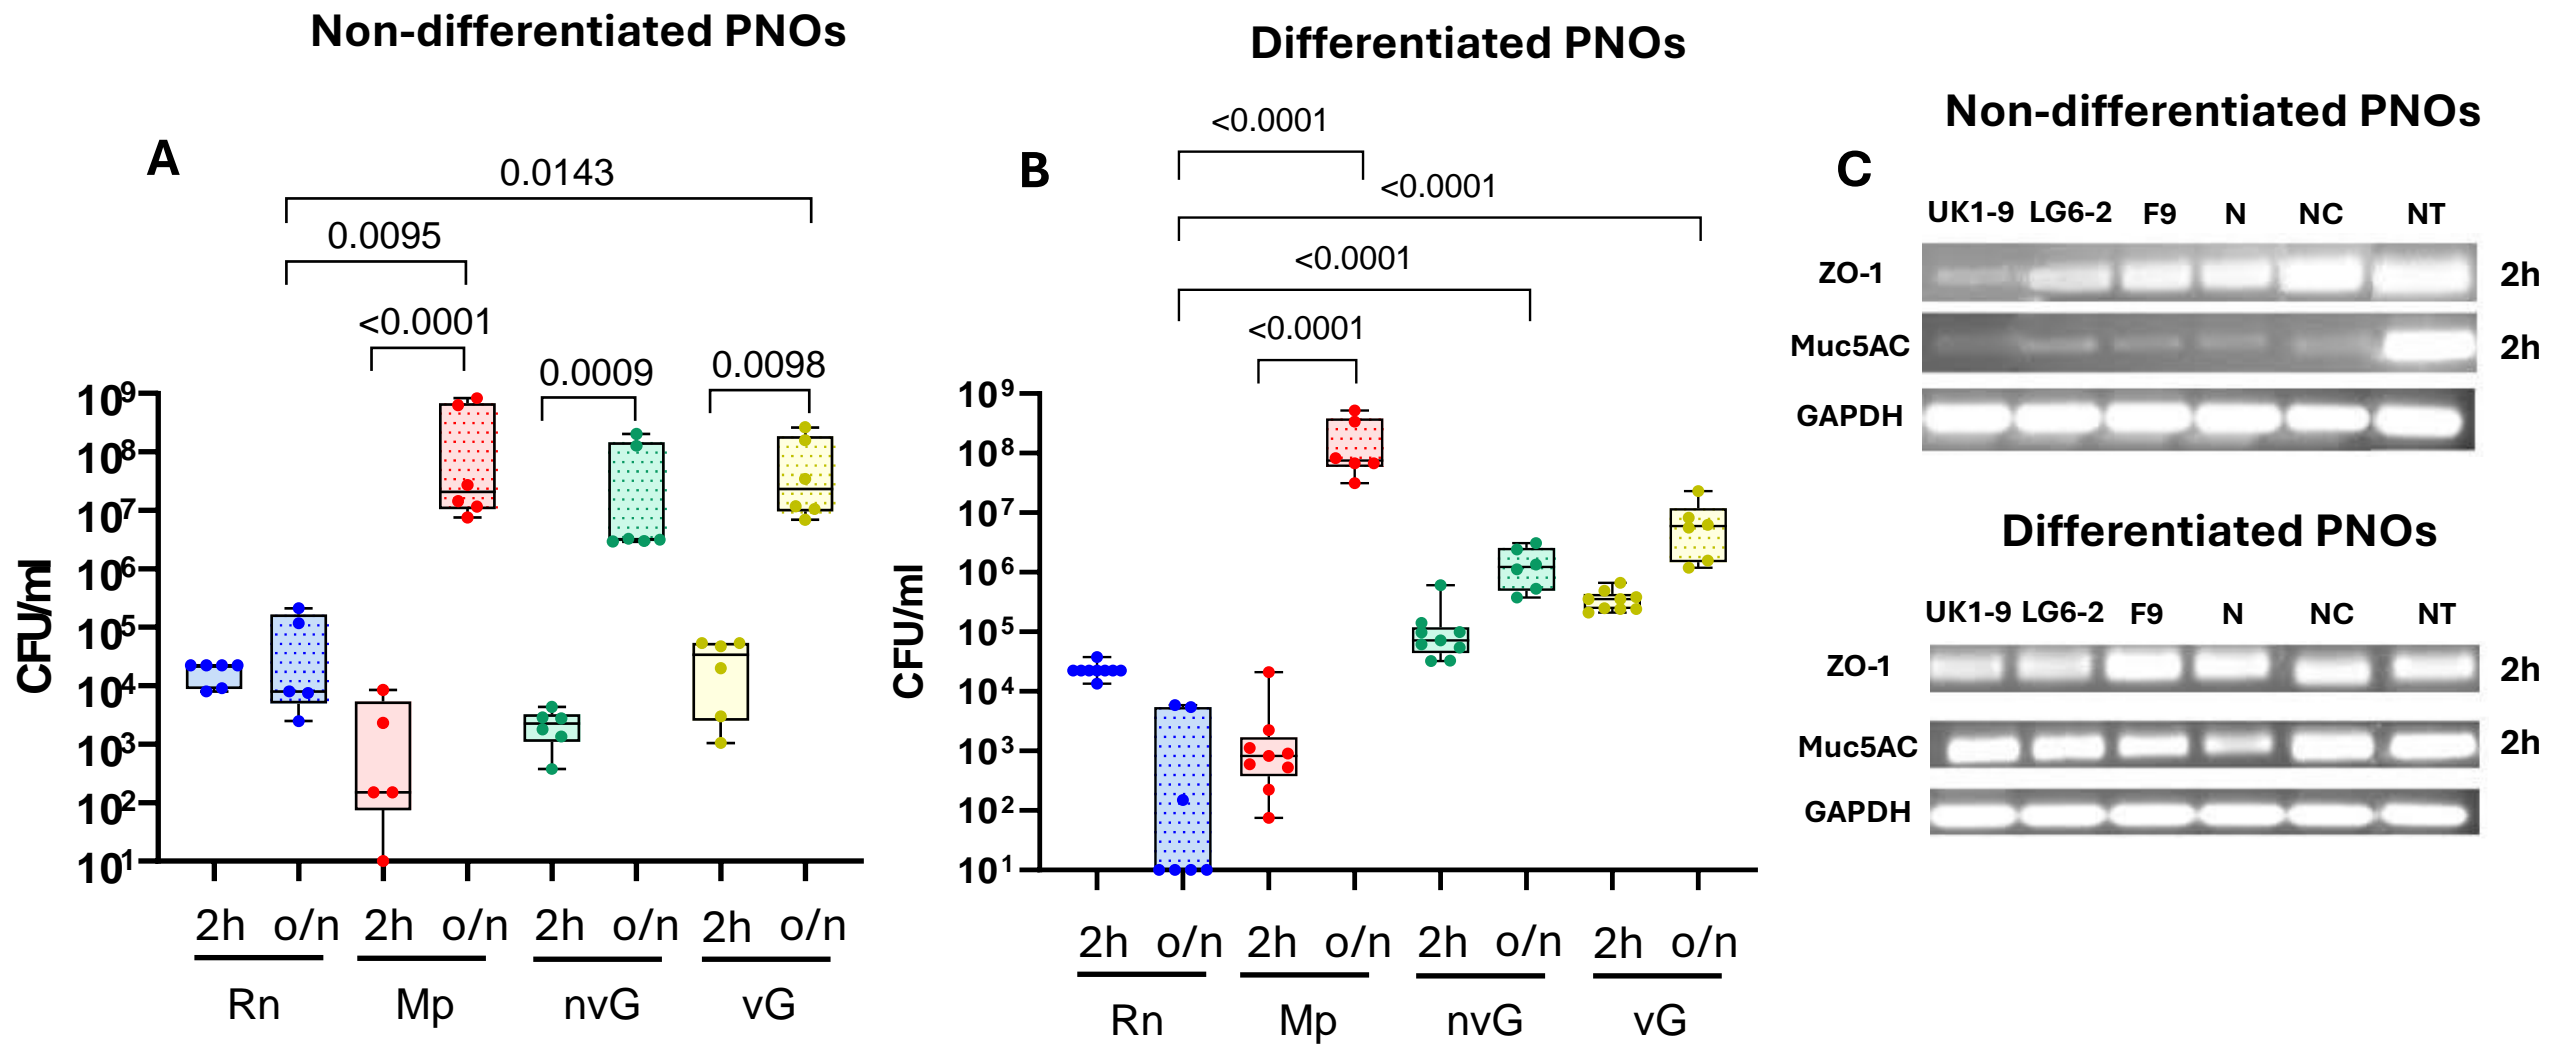 Non-differentiated PNOs
A
0.0143
0.0095
<0.0001
0.0009
0.0098
CFU/ml
10⁹
10⁸
10⁷
10⁶
10⁵
10⁴
10³
10²
10¹
2h o/n 2h o/n 2h o/n 2h o/n
Rn Mp nvG vG
Differentiated PNOs
B
<0.0001
<0.0001
<0.0001
<0.0001
CFU/ml
10⁹
10⁸
10⁷
10⁶
10⁵
10⁴
10³
10²
10¹
2h o/n 2h o/n 2h o/n 2h o/n
Rn Mp nvG vG
Non-differentiated PNOs
C
UK1-9 LG6-2 F9 N NC NT
ZO-1 2h
Muc5AC 2h
GAPDH
Differentiated PNOs
UK1-9 LG6-2 F9 N NC NT
ZO-1 2h
Muc5AC 2h
GAPDH